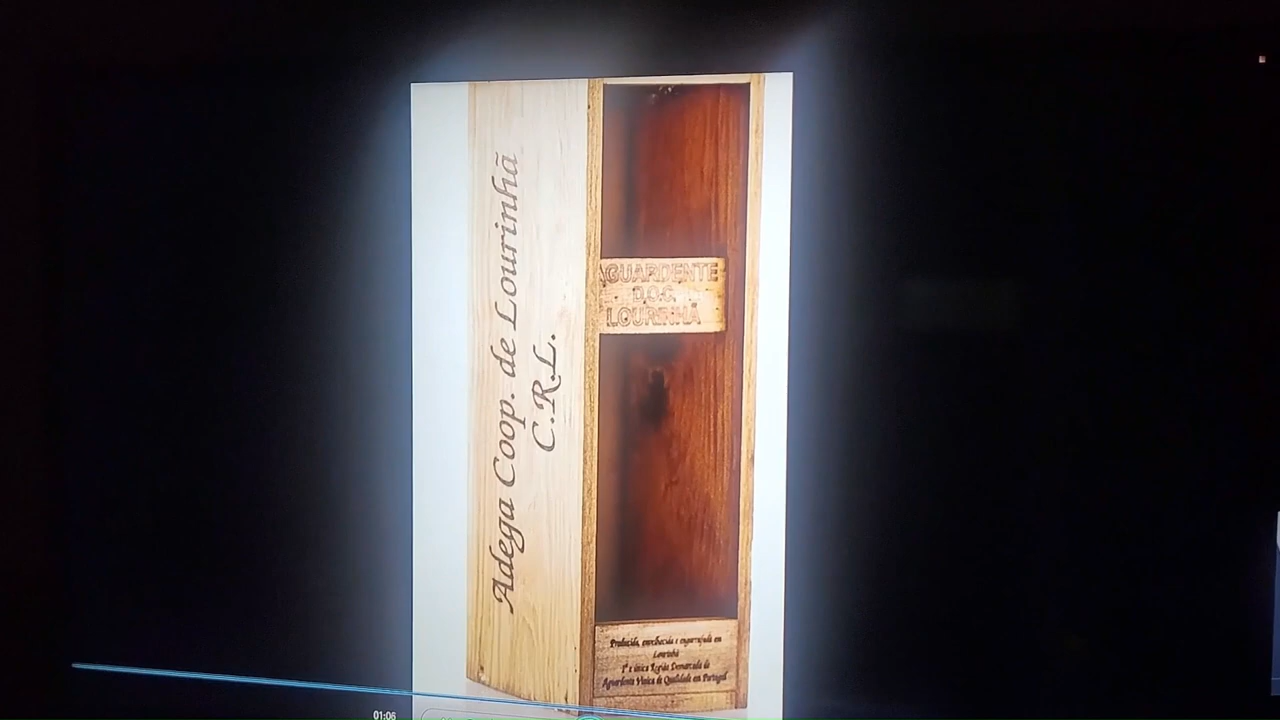 Adega Coop. de Lourinhã
C.R.L.
AGUARDENTE
D.O.C.
LOURINHÃ
Produzida, envelhecida e engarrafada em
Lourinhã
1ª e única Região Demarcada de
Aguardente Vínica de Qualidade em Portugal
01:06